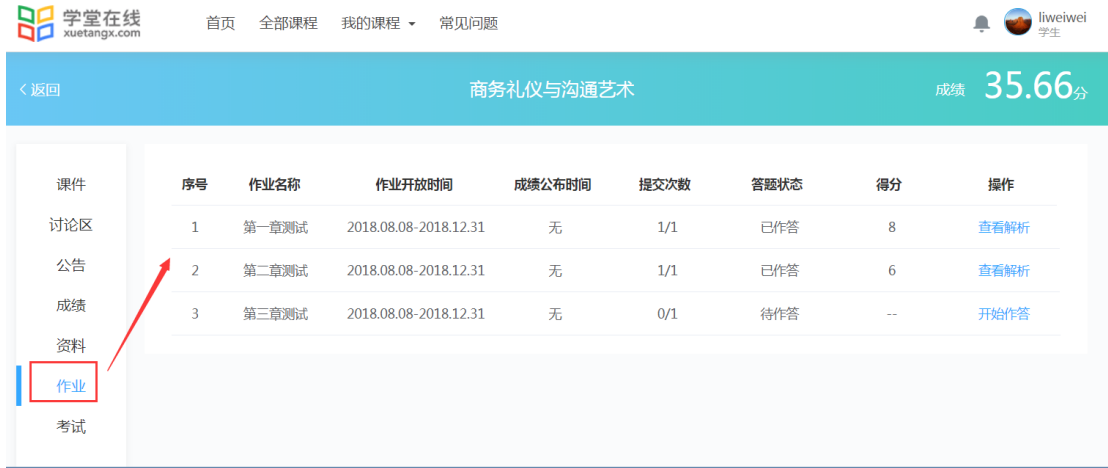 学堂在线
xuetangx.com
首页 全部课程 我的课程 常见问题
liweiwei
学生
<返回 商务礼仪与沟通艺术 成绩 35.66分
课件
讨论区
公告
成绩
资料
作业
考试
序号 作业名称 作业开放时间 成绩公布时间 提交次数 答题状态 得分 操作
1 第一章测试 2018.08.08-2018.12.31 无 1/1 已作答 8 查看解析
2 第二章测试 2018.08.08-2018.12.31 无 1/1 已作答 6 查看解析
3 第三章测试 2018.08.08-2018.12.31 无 0/1 待作答 -- 开始作答